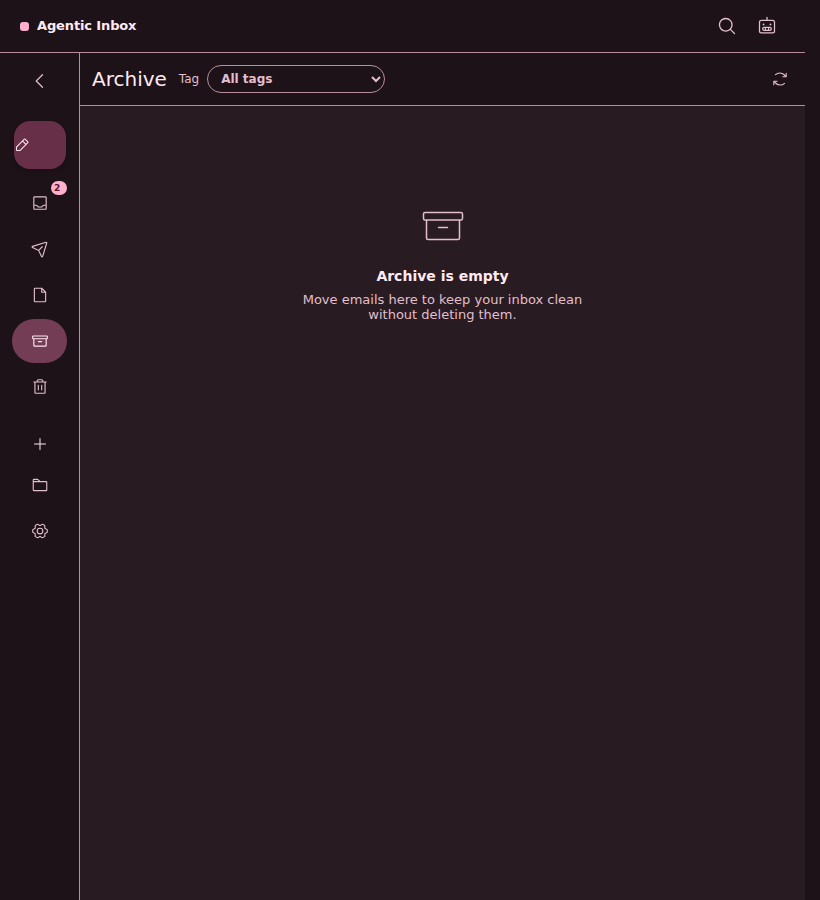 Agentic Inbox
Archive Tag All tags
2
Archive is empty
Move emails here to keep your inbox clean
without deleting them.